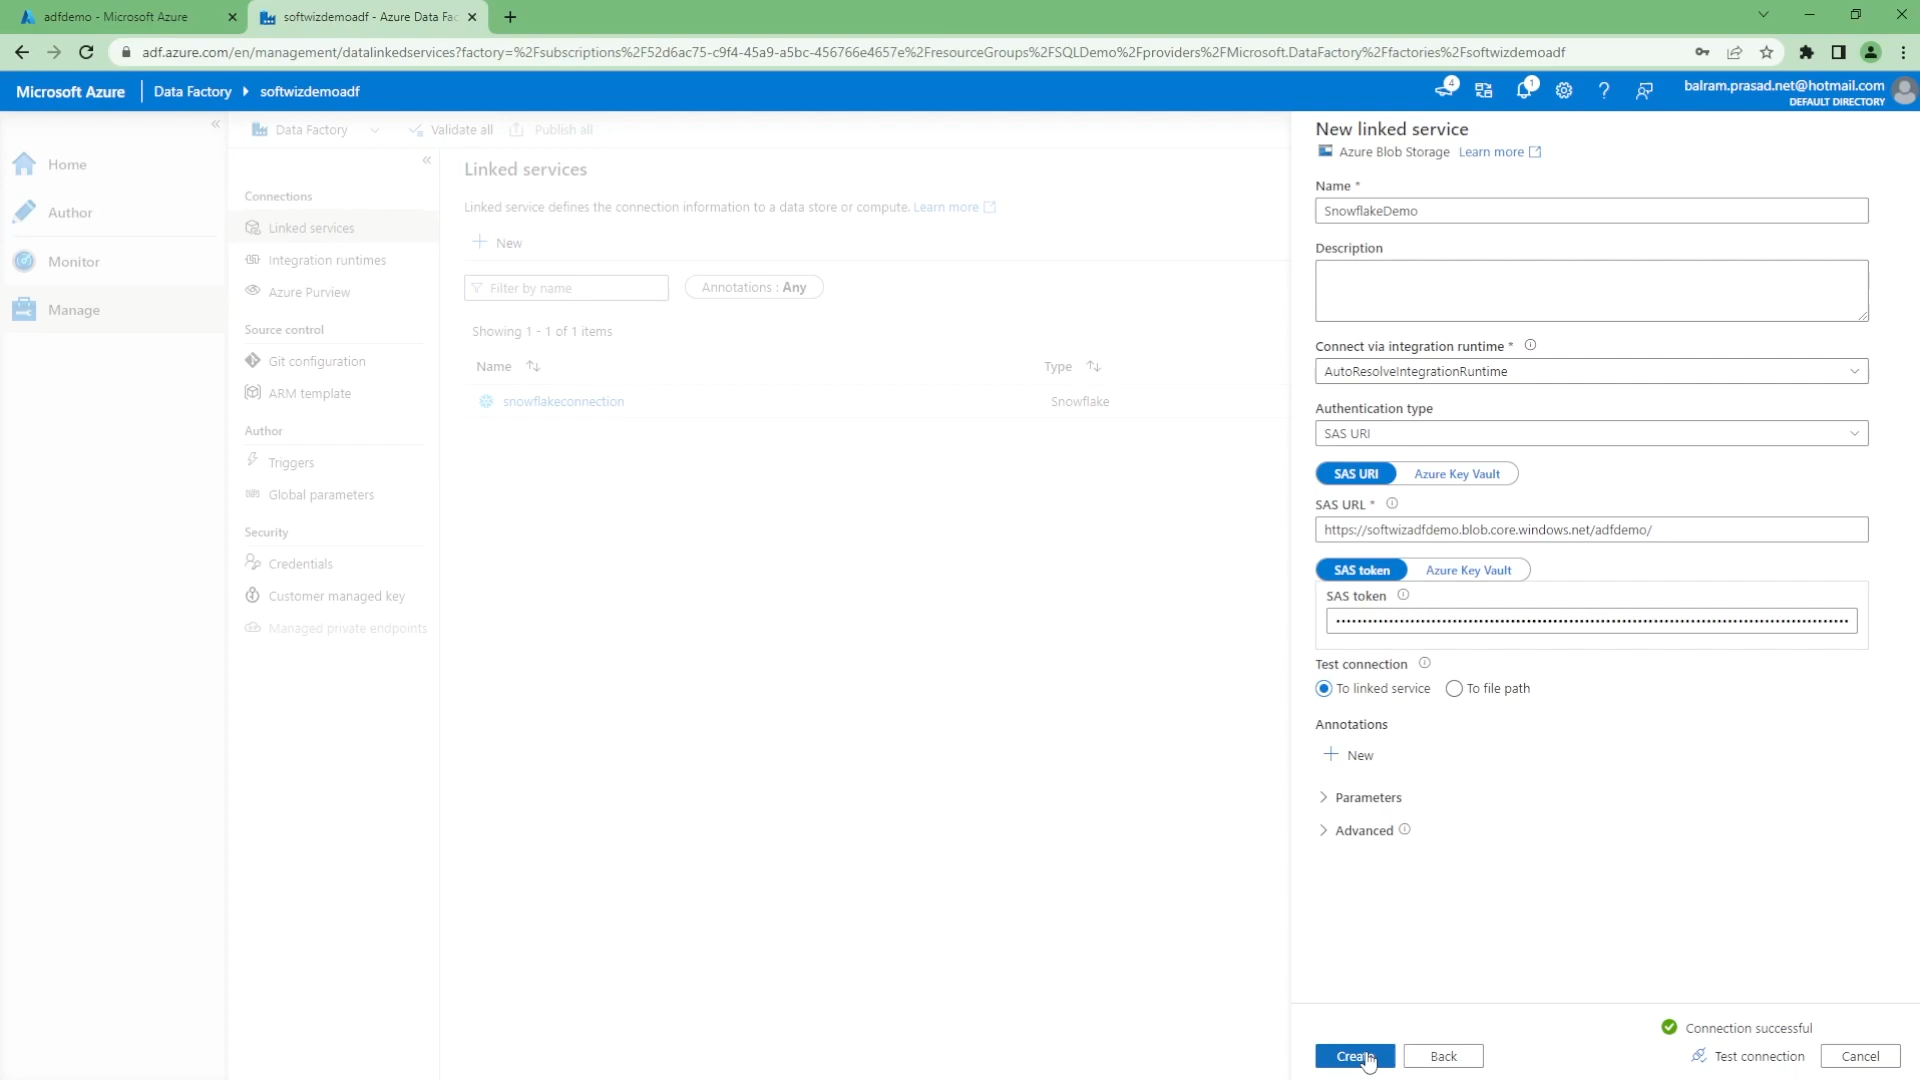 adfdemo - Microsoft Azure
softwizdemoadf - Azure Data Fac
adf.azure.com/en/management/datalinkedservices?factory=%2Fsubscriptions%2F52d6ac75-c9f4-45a9-a5bc-456766e4657e%2FresourceGroups%2FSQLDemo%2Fproviders%2FMicrosoft.DataFactory%2Ffactories%2Fsoftwizdemoadf
Microsoft Azure
Data Factory
softwizdemoadf
4
1
balram.prasad.net@hotmail.com
DEFAULT DIRECTORY
Home
Author
Monitor
Manage
Data Factory
Validate all
Publish all
Connections
Linked services
Integration runtimes
Azure Purview
Source control
Git configuration
ARM template
Author
Triggers
Global parameters
Security
Credentials
Customer managed key
Managed private endpoints
Linked services
Linked service defines the connection information to a data store or compute. Learn more
New
Filter by name
Annotations : Any
Showing 1 - 1 of 1 items
Name
Type
snowflakeconnection
Snowflake
New linked service
Azure Blob Storage Learn more
Name *
SnowflakeDemo
Description
Connect via integration runtime *
AutoResolveIntegrationRuntime
Authentication type
SAS URI
SAS URI
Azure Key Vault
SAS URL *
https://softwizadfdemo.blob.core.windows.net/adfdemo/
SAS token
Azure Key Vault
SAS token
Test connection
To linked service
To file path
Annotations
New
Parameters
Advanced
Connection successful
Create
Back
Test connection
Cancel